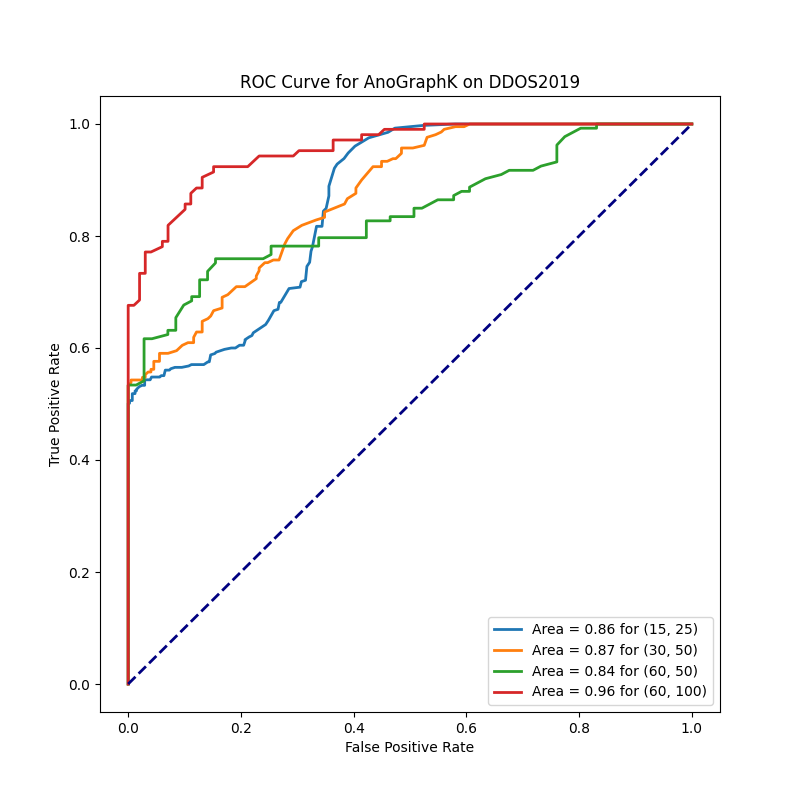 ROC Curve for AnoGraphK on DDOS2019
True Positive Rate
1.0
0.8
0.6
0.4
0.2
0.0
Area = 0.86 for (15, 25)
Area = 0.87 for (30, 50)
Area = 0.84 for (60, 50)
Area = 0.96 for (60, 100)
0.0 0.2 0.4 0.6 0.8 1.0
False Positive Rate